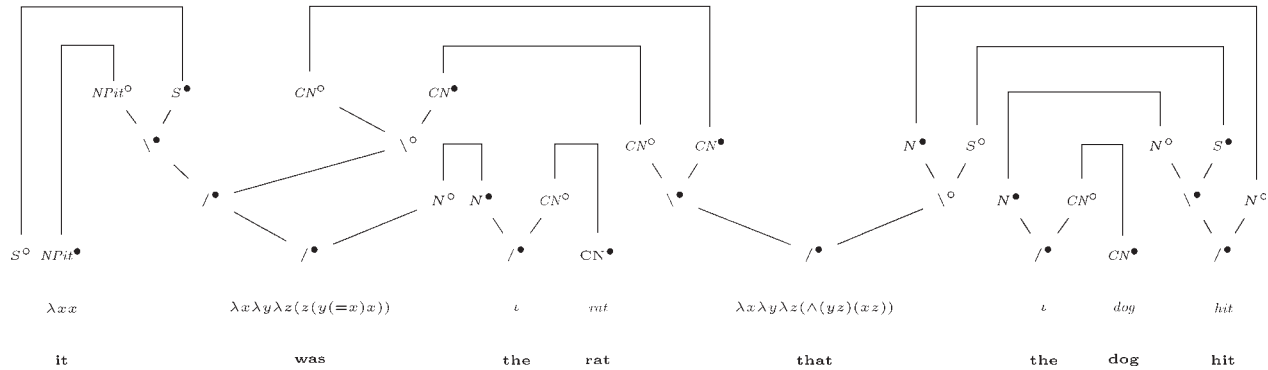 NPit○ S● CN○ CN●
\● \○ CN○ CN● N● S○ N○ S●
/● N○ N● CN○ \● \○ N● CN○ \● N○
S○ NPit● /● /● CN● /● /● CN● /●
λxx λxλyλz(z(y(=x)x)) ι rat λxλyλz(∧(yz)(xz)) ι dog hit
it was the rat that the dog hit